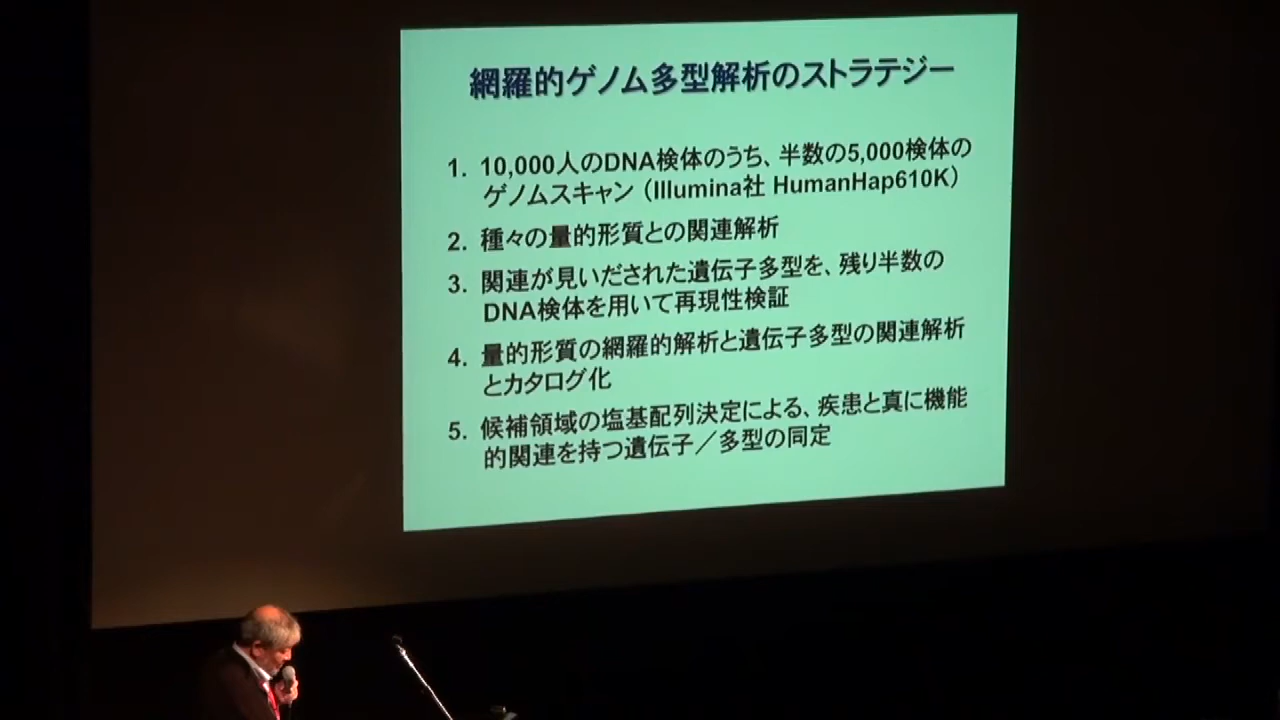 網羅的ゲノム多型解析のストラテジー
1. 10,000人のDNA検体のうち、半数の5,000検体の
ゲノムスキャン（Illumina社 HumanHap610K）
2. 種々の量的形質との関連解析
3. 関連が見いだされた遺伝子多型を、残り半数の
DNA検体を用いて再現性検証
4. 量的形質の網羅的解析と遺伝子多型の関連解析
とカタログ化
5. 候補領域の塩基配列決定による、疾患と真に機能
的関連を持つ遺伝子／多型の同定